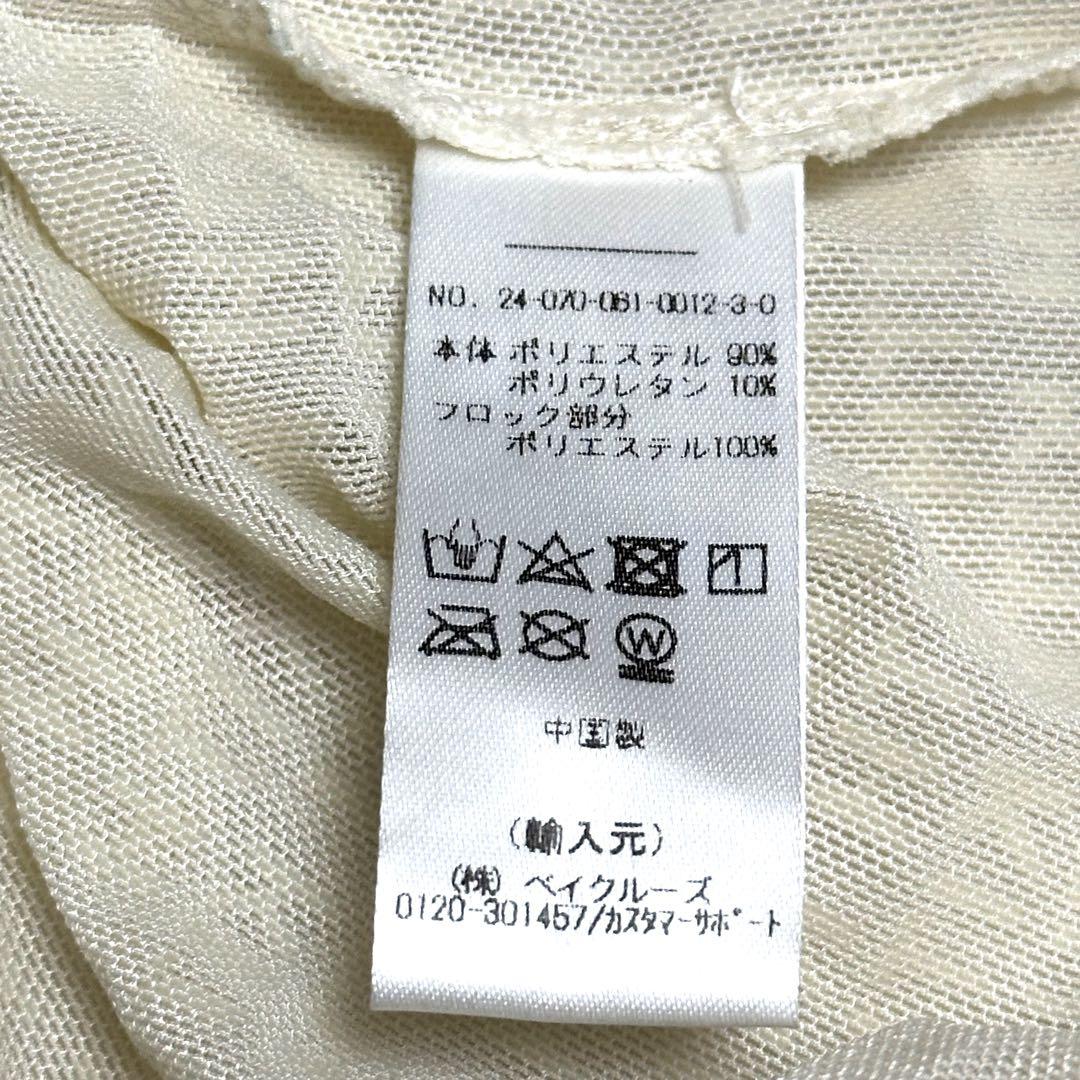 NO. 24-070-061-0012-3-0
本体 ポリエステル 90%
ポリウレタン 10%
フロック部分
ポリエステル100%
W
中国製
(輸入元)
(株) ベイクルーズ
0120-301457/カスタマーサポート